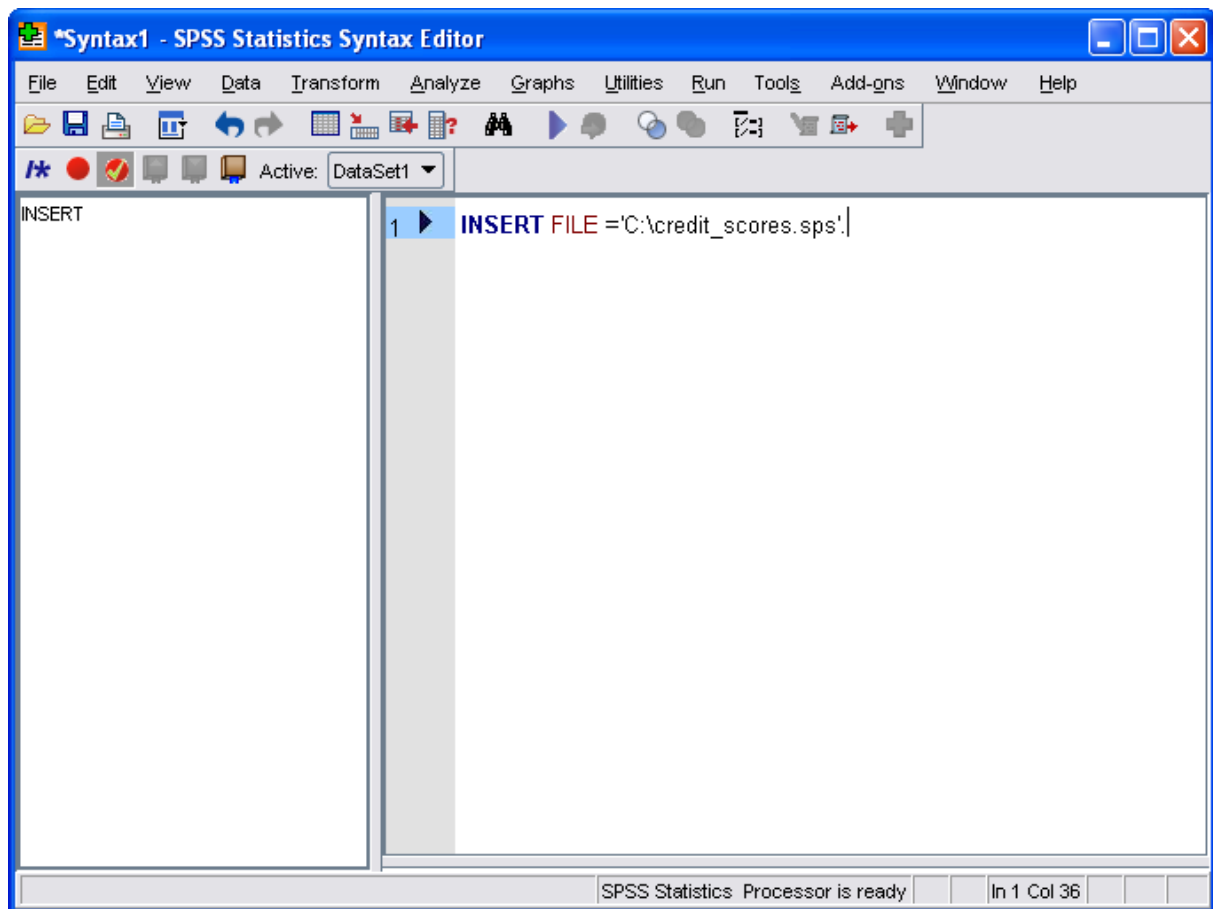 *Syntax1 - SPSS Statistics Syntax Editor
File Edit View Data Transform Analyze Graphs Utilities Run Tools Add-ons Window Help
Active: DataSet1
INSERT
1 INSERT FILE ='C:\credit_scores.sps'.
SPSS Statistics Processor is ready In 1 Col 36